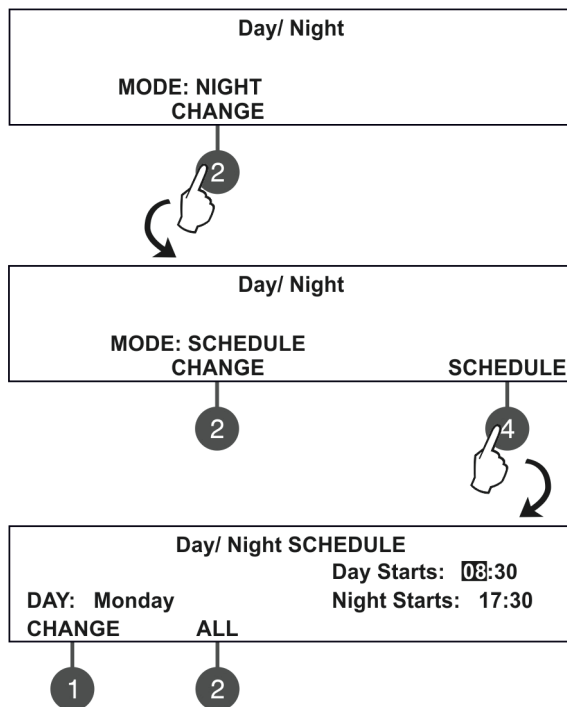 Day/ Night
MODE: NIGHT
CHANGE
2
Day/ Night
MODE: SCHEDULE
CHANGE SCHEDULE
2 4
Day/ Night SCHEDULE
Day Starts: 08:30
DAY: Monday Night Starts: 17:30
CHANGE ALL
1 2